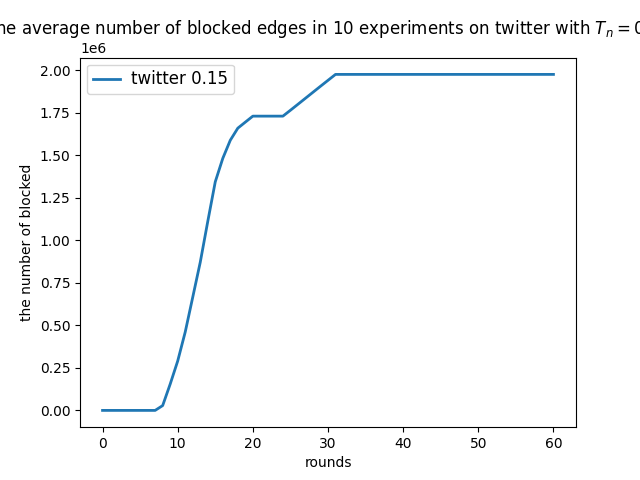 he average number of blocked edges in 10 experiments on twitter with Tₙ = 0
1e6
twitter 0.15
2.00
1.75
1.50
1.25
1.00
0.75
0.50
0.25
0.00
the number of blocked
0 10 20 30 40 50 60
rounds